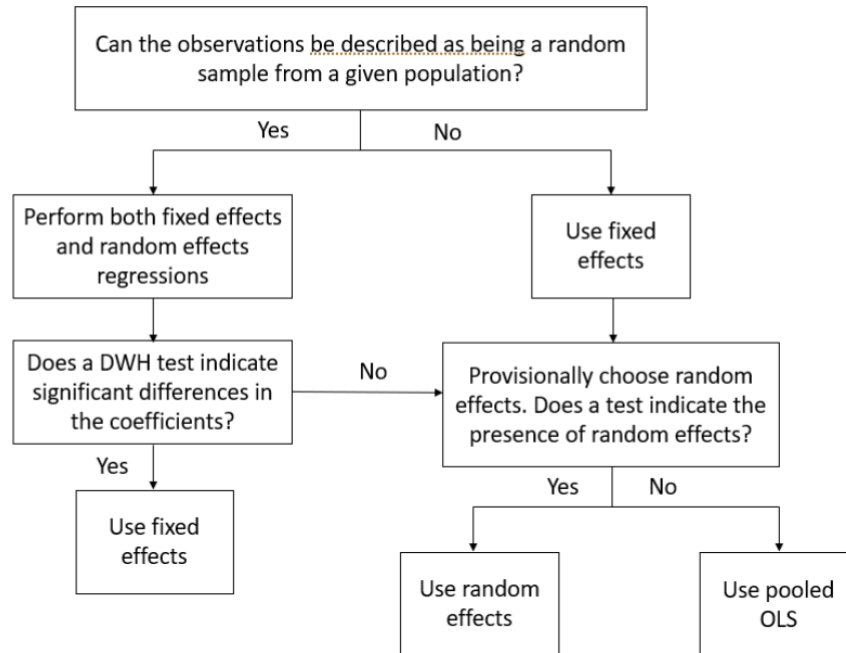 Can the observations be described as being a random
sample from a given population?
Yes
No
Perform both fixed effects
and random effects
regressions
Use fixed
effects
Does a DWH test indicate
significant differences in
the coefficients?
No
Provisionally choose random
effects. Does a test indicate the
presence of random effects?
Yes
Yes
No
Use fixed
effects
Use random
effects
Use pooled
OLS